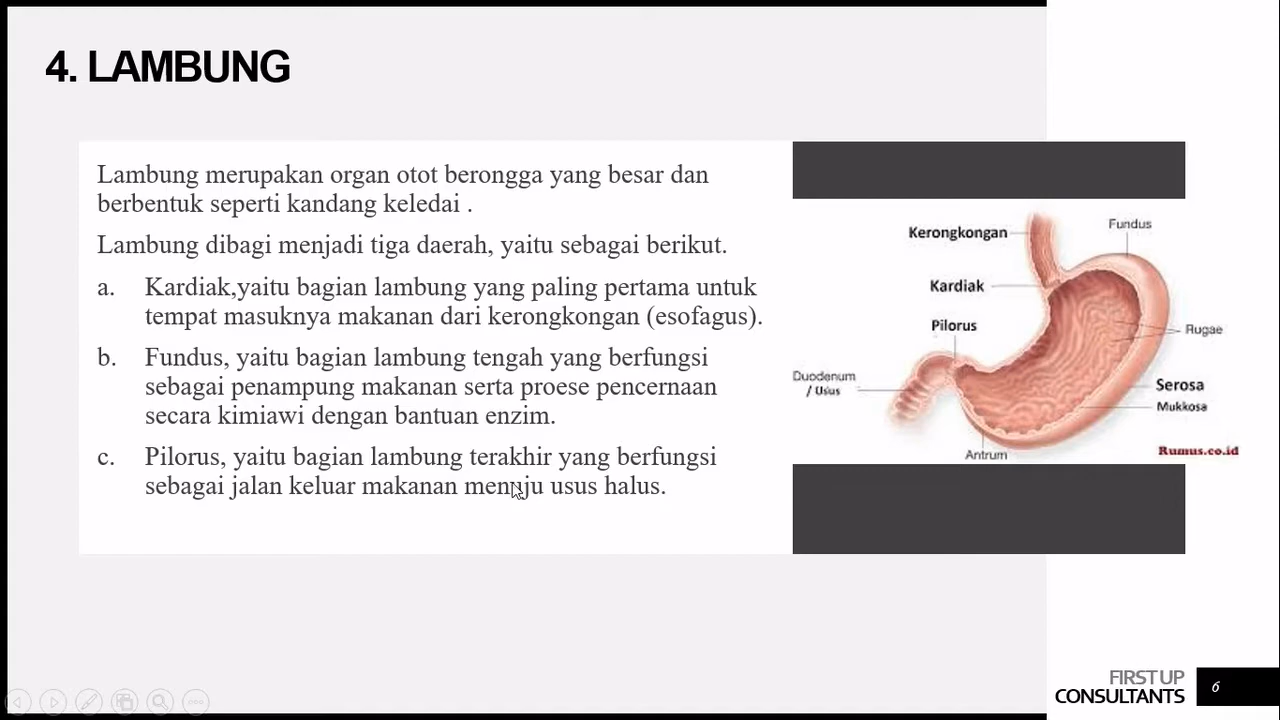 4. LAMBUNG
Lambung merupakan organ otot berongga yang besar dan
berbentuk seperti kandang keledai .
Lambung dibagi menjadi tiga daerah, yaitu sebagai berikut.
a. Kardiak,yaitu bagian lambung yang paling pertama untuk
tempat masuknya makanan dari kerongkongan (esofagus).
b. Fundus, yaitu bagian lambung tengah yang berfungsi
sebagai penampung makanan serta proese pencernaan
secara kimiawi dengan bantuan enzim.
c. Pilorus, yaitu bagian lambung terakhir yang berfungsi
sebagai jalan keluar makanan menuju usus halus.
Kerongkongan
Fundus
Kardiak
Pilorus
Rugae
Duodenum
/ Usus
Serosa
Mukkosa
Antrum
Rumus.co.id
FIRST UP
CONSULTANTS
6